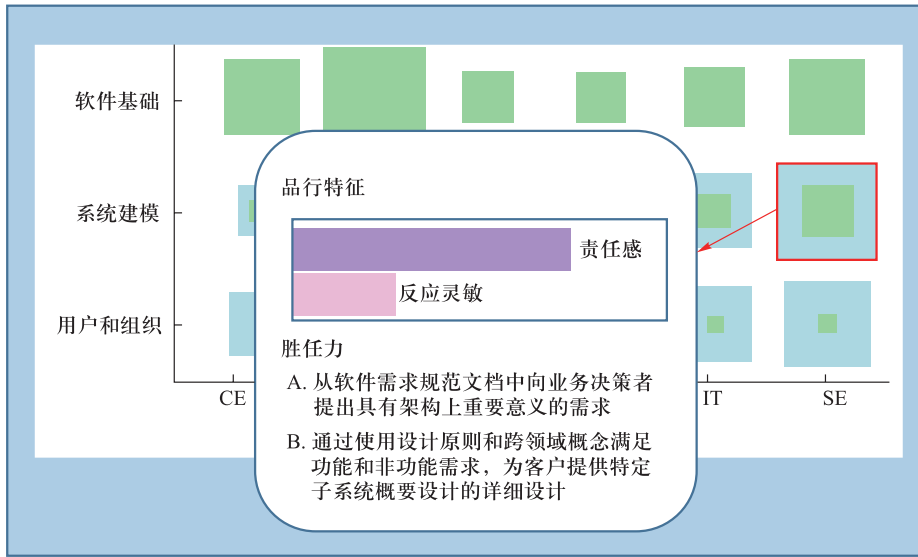 软件基础
系统建模
用户和组织
品行特征
责任感
反应灵敏
胜任力
A. 从软件需求规范文档中向业务决策者
提出具有架构上重要意义的需求
B. 通过使用设计原则和跨领域概念满足
功能和非功能需求，为客户提供特定
子系统概要设计的详细设计
CE
IT
SE